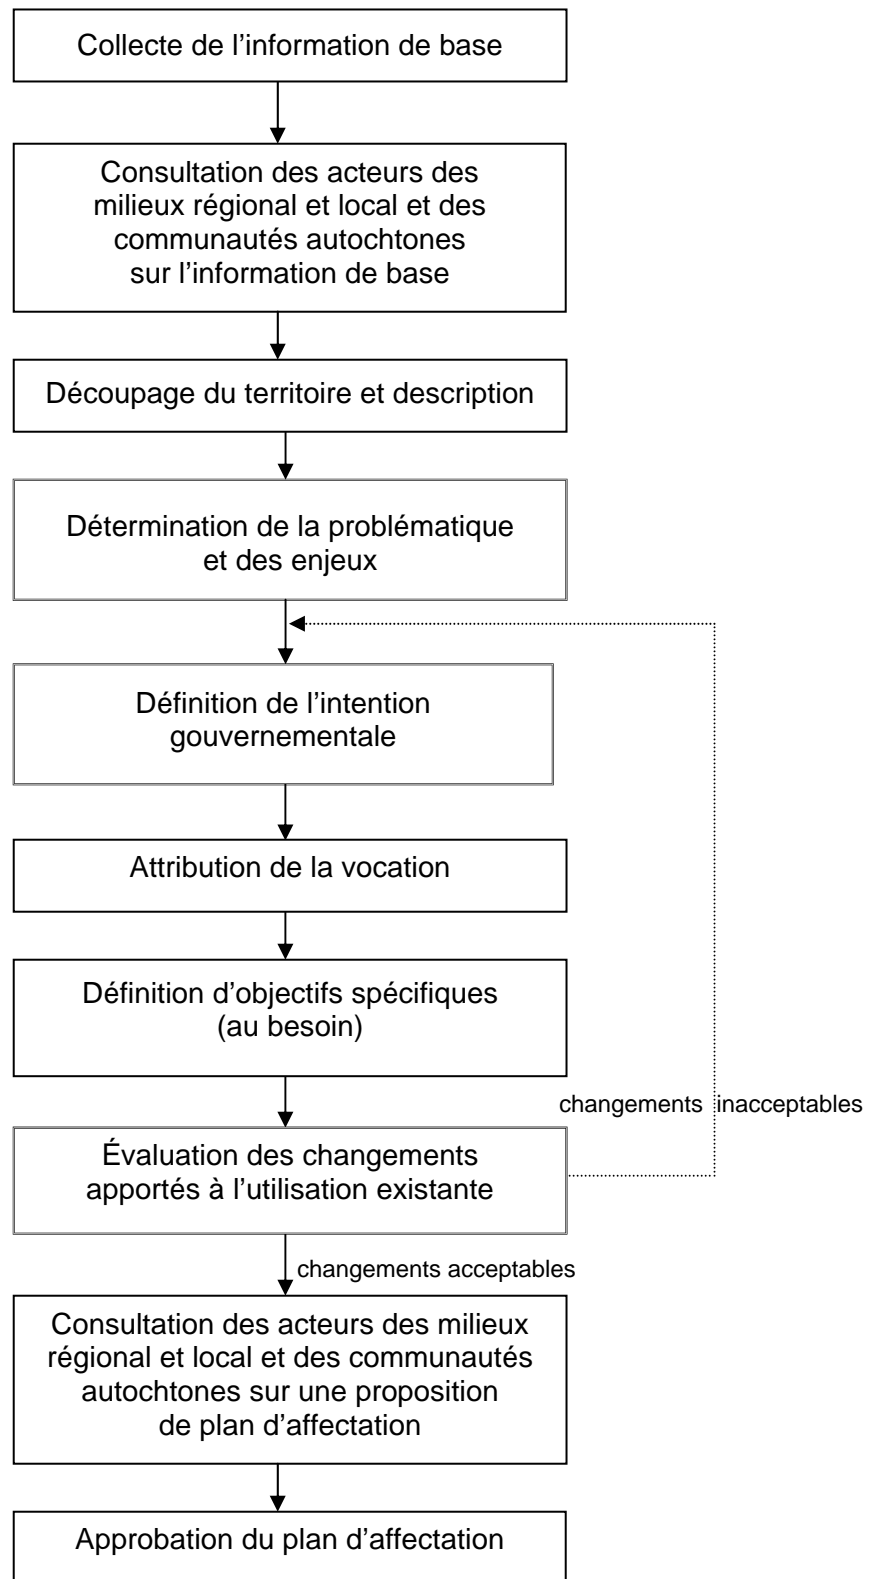 Collecte de l’information de base
Consultation des acteurs des
milieux régional et local et des
communautés autochtones
sur l’information de base
Découpage du territoire et description
Détermination de la problématique
et des enjeux
Définition de l’intention
gouvernementale
Attribution de la vocation
Définition d’objectifs spécifiques
(au besoin)
changements inacceptables
Évaluation des changements
apportés à l’utilisation existante
changements acceptables
Consultation des acteurs des milieux
régional et local et des communautés
autochtones sur une proposition
de plan d’affectation
Approbation du plan d’affectation